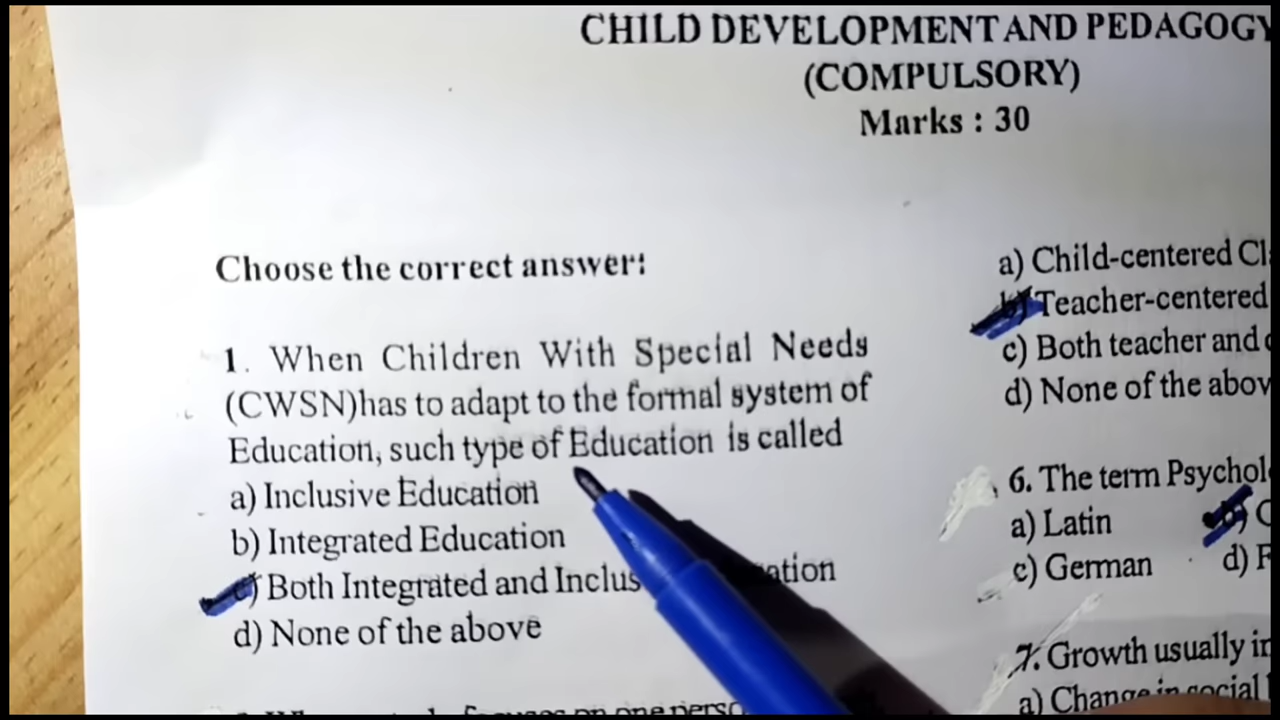 CHILD DEVELOPMENT AND PEDAGOGY
(COMPULSORY)
Marks : 30
Choose the correct answer:
1. When Children With Special Needs
(CWSN)has to adapt to the formal system of
Education, such type of Education is called
a) Inclusive Education
b) Integrated Education
c) Both Integrated and
d) None of the above
a) Child-centered
b) Teacher-centered
c) Both teacher and
d) None of the
6. The term
a) Latin
b)
c) German
d)
7. Growth usually
a) Change in social